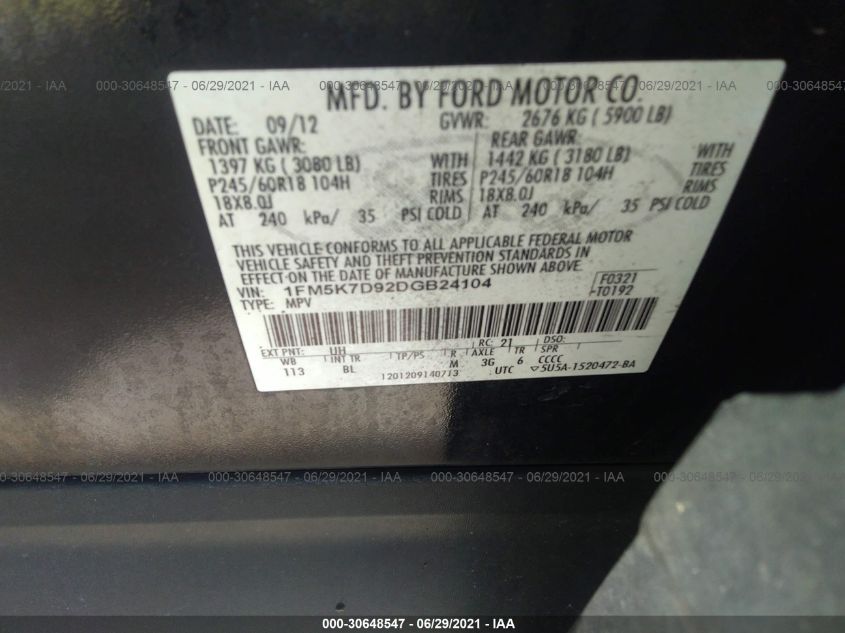 000-30648547 - 06/29/2021 - IAA
MFD. BY FORD MOTOR CO.
DATE: 09/12 GVWR: 2676 KG ( 5900 LB)
FRONT GAWR: REAR GAWR:
1397 KG ( 3080 LB) WITH 1442 KG ( 3180 LB) WITH
P245/60R18 104H TIRES P245/60R18 104H TIRES
18X8.0J RIMS 18X8.0J RIMS
AT 240 kPa/ 35 PSI COLD AT 240 kPa/ 35 PSI COLD
THIS VEHICLE CONFORMS TO ALL APPLICABLE FEDERAL MOTOR
VEHICLE SAFETY AND THEFT PREVENTION STANDARDS IN
EFFECT ON THE DATE OF MANUFACTURE SHOWN ABOVE.
VIN: 1FM5K7D92DGB24104 F0321
TYPE: MPV T0192
EXT PNT: UH RC: 21 DSO:
WB INT TR TP/PS R AXLE TR SPR
113 BL M 3G 6 CCCC
1201209140713 UTC ▽5U5A-1520472-BA
000-30648547 - 06/29/2021 - IAA
000-30648547 - 06/29/2021 - IAA